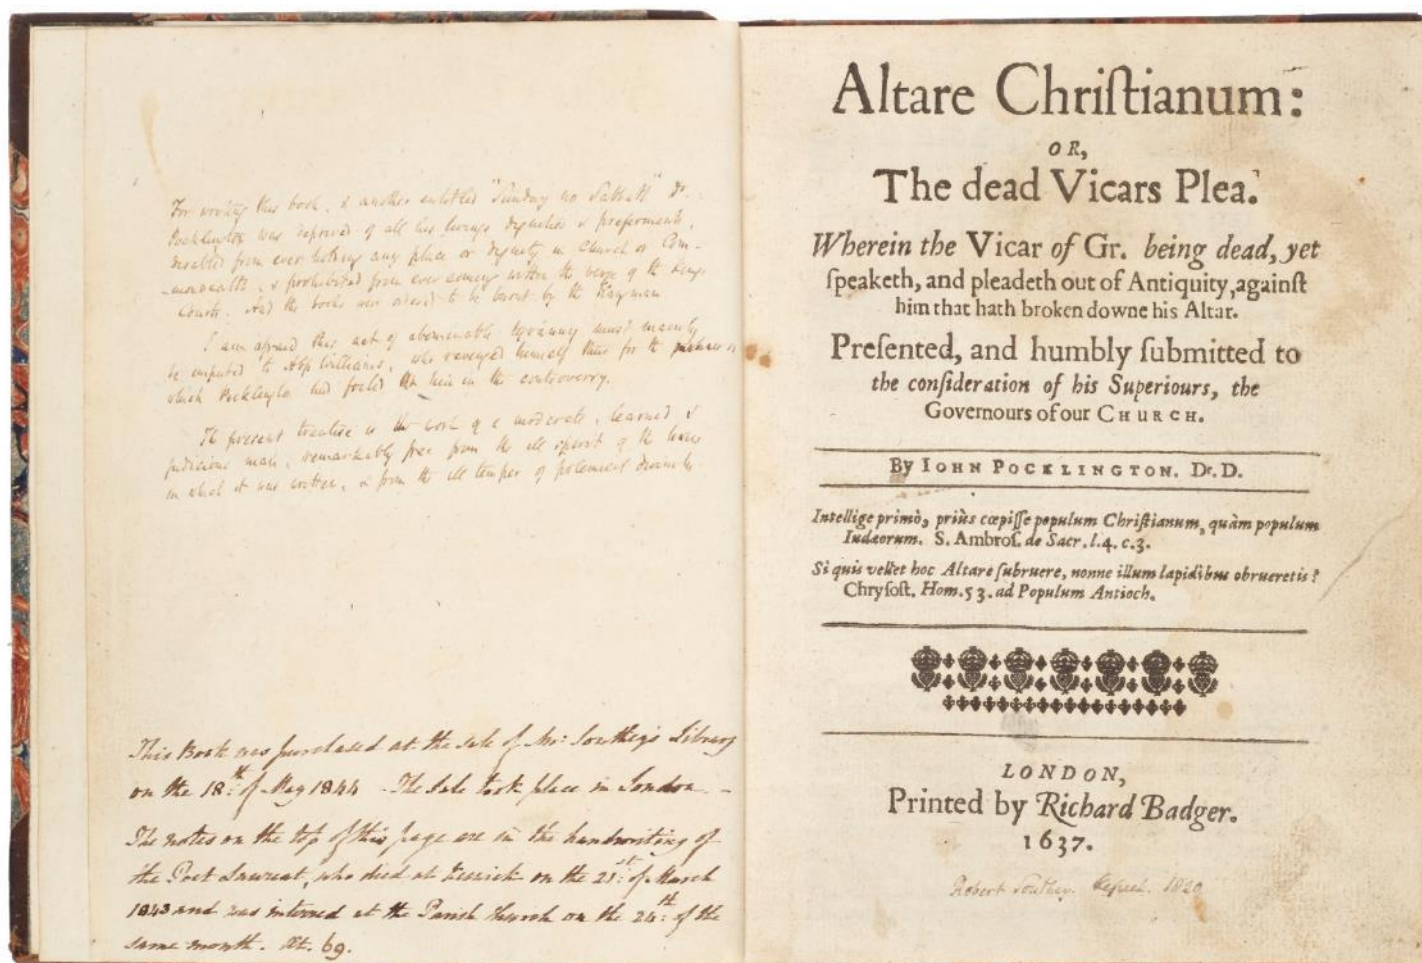 For writing this book, & another entitled "Sunday no Sabbath" Dr.
Pocklington was deprived of all his livings dignities & preferments,
disabled from ever holding any place or dignity in Church or Com-
-monwealth, & prohibited from ever coming within the verge of the Kings
Courts. And the books were ordered to be burnt by the Hangman
I am afraid this act of abominable tyranny must mainly
be imputed to Abp Williams, who revenged himself thus for the
which Pocklington had foiled him in the controversy.
The present treatise is the work of a moderate, learned, &
judicious man, remarkably free from the ill spirit of the times
in which it was written, & from the ill temper of polemical
This Book was purchased at the sale of Mr: Southey's Library
on the 18th: of May 1844 - The Sale took place in London -
The notes on the top of this page are in the handwriting of
the Poet Laureat, who died at Keswick on the 21st: of March
1843 and was interred at the Parish Church on the 24th: of the
same month. Æt. 69.
Altare Chriſtianum:
OR,
The dead Vicars Plea.
Wherein the Vicar of Gr. being dead, yet
ſpeaketh, and pleadeth out of Antiquity, againſt
him that hath broken downe his Altar.
Preſented, and humbly ſubmitted to
the conſideration of his Superiours, the
Governours of our CHURCH.
By IOHN POCKLINGTON. Dr. D.
Intellige primò, priùs cœpiſſe populum Chriſtianum, quàm populum
Iudæorum. S. Ambroſ. de Sacr. l.4. c.3.
Si quis vellet hoc Altare ſubruere, nonne illum lapidibus obrueretis?
Chryſoſt. Hom. 53. ad Populum Antioch.
LONDON,
Printed by Richard Badger.
1637.
Robert Southey. Keswick. 1820